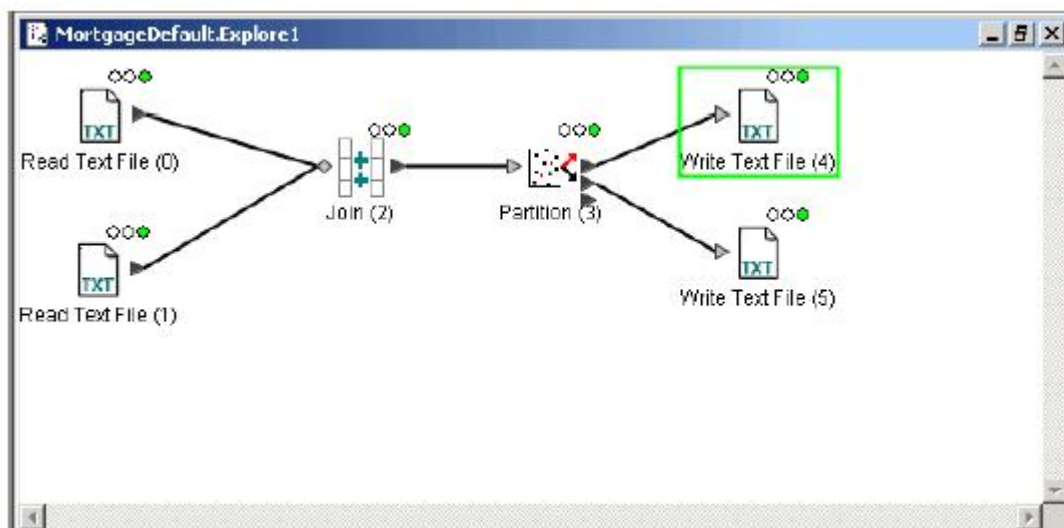 MortgageDefault.Explore1
TXT
Read Text File (0)
TXT
Read Text File (1)
Join (2)
Partition (3)
TXT
Write Text File (4)
TXT
Write Text File (5)